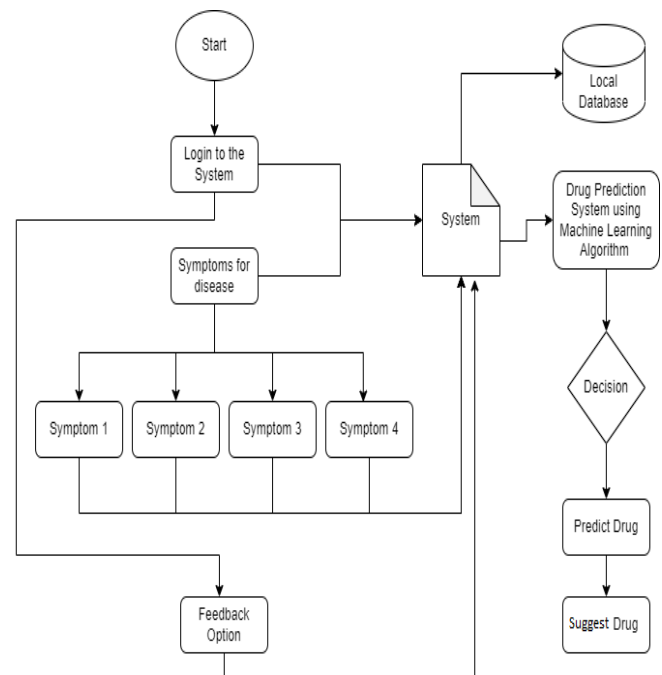 Start
Local
Database
Login to the
System
System
Drug Prediction
System using
Machine Learning
Algorithm
Symptoms for
disease
Decision
Symptom 1
Symptom 2
Symptom 3
Symptom 4
Predict Drug
Feedback
Option
Suggest Drug